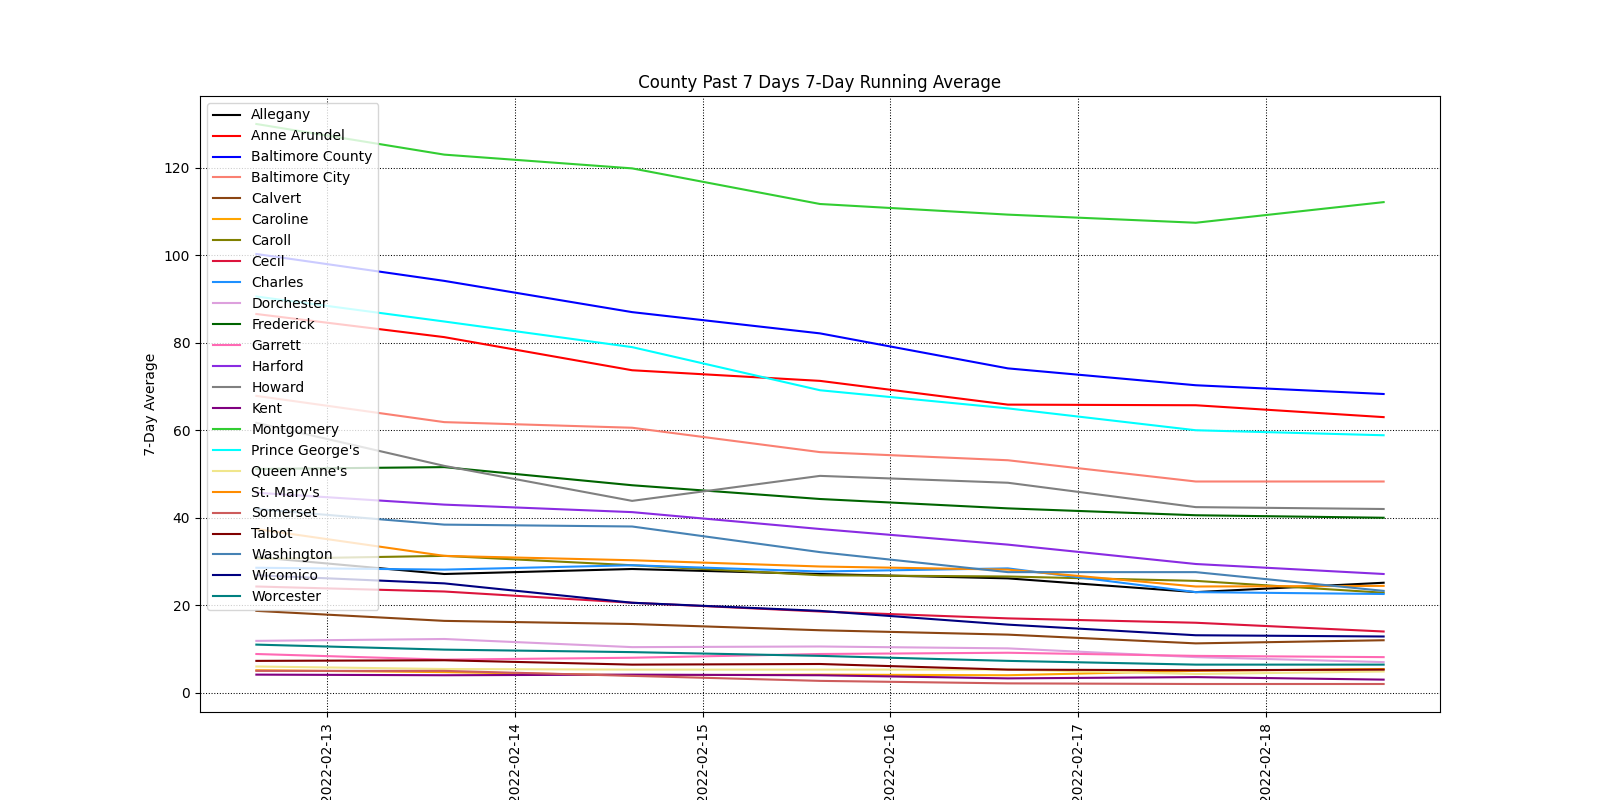 County Past 7 Days 7-Day Running Average
Allegany
Anne Arundel
Baltimore County
Baltimore City
Calvert
Caroline
Caroll
Cecil
Charles
Dorchester
Frederick
Garrett
Harford
Howard
Kent
Montgomery
Prince George's
Queen Anne's
St. Mary's
Somerset
Talbot
Washington
Wicomico
Worcester
7-Day Average
120
100
80
60
40
20
0
2022-02-13
2022-02-14
2022-02-15
2022-02-16
2022-02-17
2022-02-18